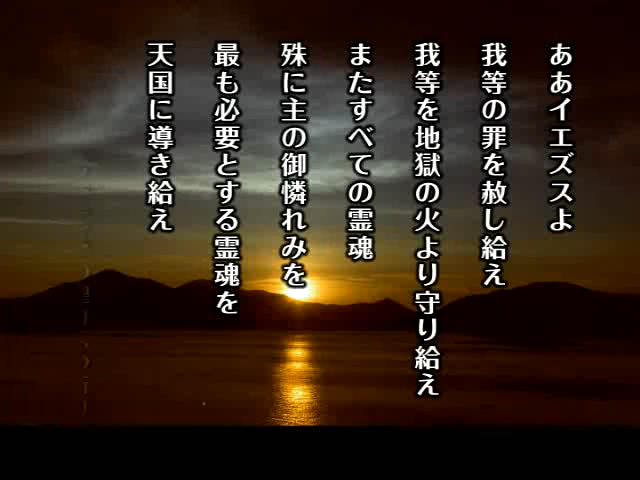 ああイエズスよ
我等の罪を赦し給え
我等を地獄の火より守り給え
またすべての霊魂
殊に主の御憐れみを
最も必要とする霊魂を
天国に導き給え